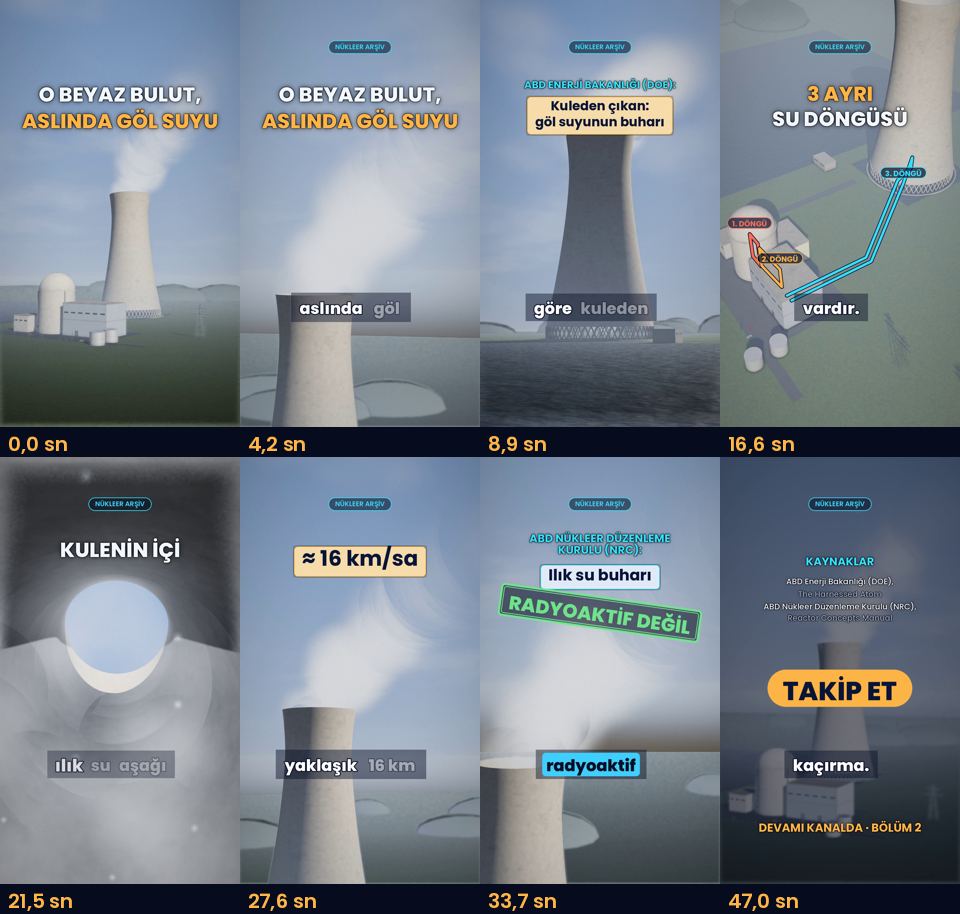 O BEYAZ BULUT,
ASLINDA GÖL SUYU
0,0 sn
NÜKLEER ARŞİV
O BEYAZ BULUT,
ASLINDA GÖL SUYU
aslında göl
4,2 sn
NÜKLEER ARŞİV
ABD ENERJİ BAKANLIĞI (DOE):
Kuleden çıkan:
göl suyunun buharı
göre kuleden
8,9 sn
NÜKLEER ARŞİV
3 AYRI
SU DÖNGÜSÜ
3. DÖNGÜ
1. DÖNGÜ
2. DÖNGÜ
vardır.
16,6 sn
NÜKLEER ARŞİV
KULENİN İÇİ
ılık su aşağı
21,5 sn
NÜKLEER ARŞİV
≈ 16 km/sa
yaklaşık 16 km
27,6 sn
NÜKLEER ARŞİV
ABD NÜKLEER DÜZENLEME
KURULU (NRC):
Ilık su buharı
RADYOAKTİF DEĞİL
radyoaktif
33,7 sn
NÜKLEER ARŞİV
KAYNAKLAR
ABD Enerji Bakanlığı (DOE),
The Harnessed Atom
ABD Nükleer Düzenleme Kurulu (NRC),
Reactor Concepts Manual
TAKİP ET
kaçırma.
DEVAMI KANALDA · BÖLÜM 2
47,0 sn